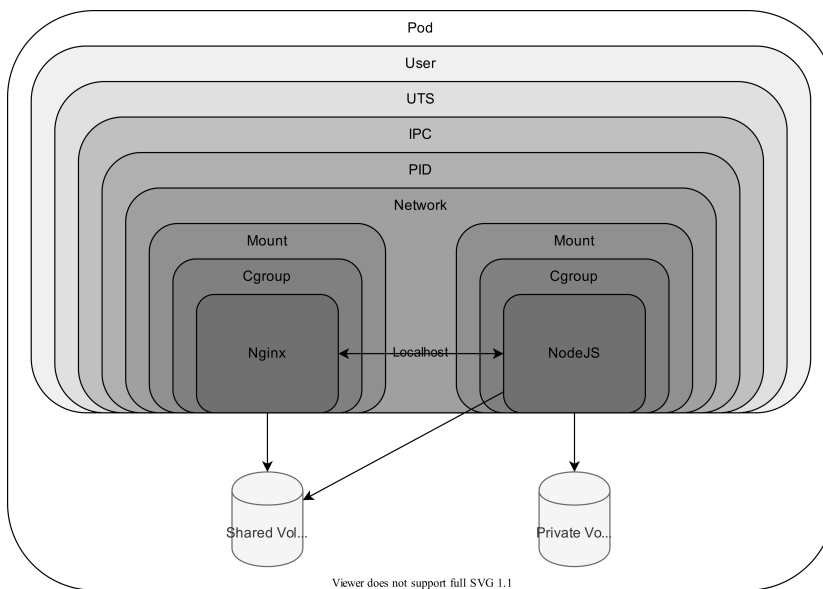 Pod
User
UTS
IPC
PID
Network
Mount
Mount
Cgroup
Cgroup
Nginx
Localhost
NodeJS
Shared Vol...
Private Vo...
Viewer does not support full SVG 1.1